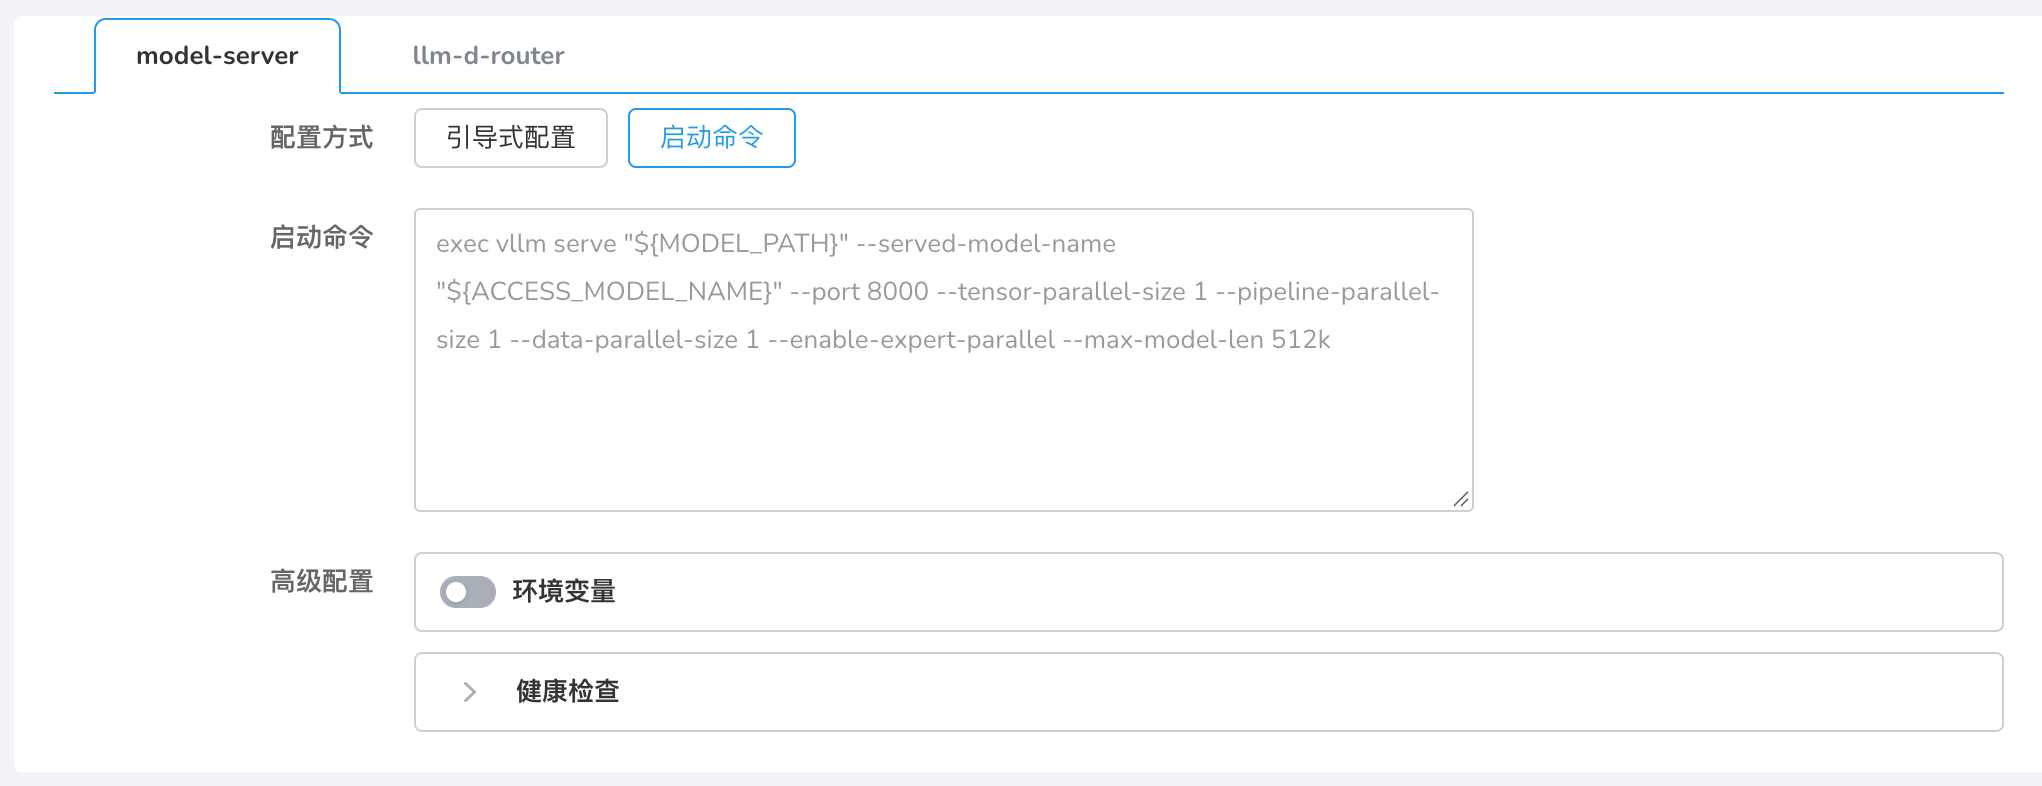 model-server llm-d-router
配置方式 引导式配置 启动命令
启动命令
exec vllm serve "${MODEL_PATH}" --served-model-name
"${ACCESS_MODEL_NAME}" --port 8000 --tensor-parallel-size 1 --pipeline-parallel-
size 1 --data-parallel-size 1 --enable-expert-parallel --max-model-len 512k
高级配置 环境变量
健康检查